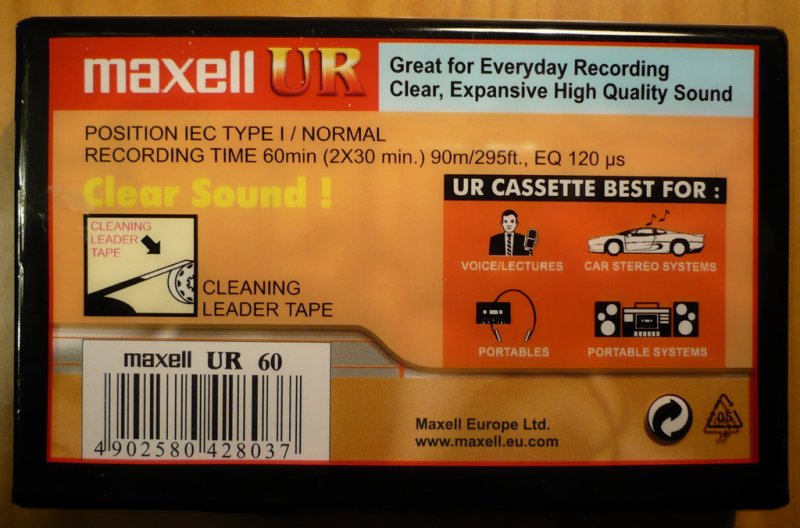 maxell UR
Great for Everyday Recording
Clear, Expansive High Quality Sound
POSITION IEC TYPE I / NORMAL
RECORDING TIME 60min (2X30 min.) 90m/295ft., EQ 120 µs
Clear Sound !
CLEANING
LEADER
TAPE
CLEANING
LEADER TAPE
UR CASSETTE BEST FOR :
VOICE/LECTURES
CAR STEREO SYSTEMS
PORTABLES
PORTABLE SYSTEMS
maxell UR 60
4 902580 428037
Maxell Europe Ltd.
www.maxell.eu.com
05
PP